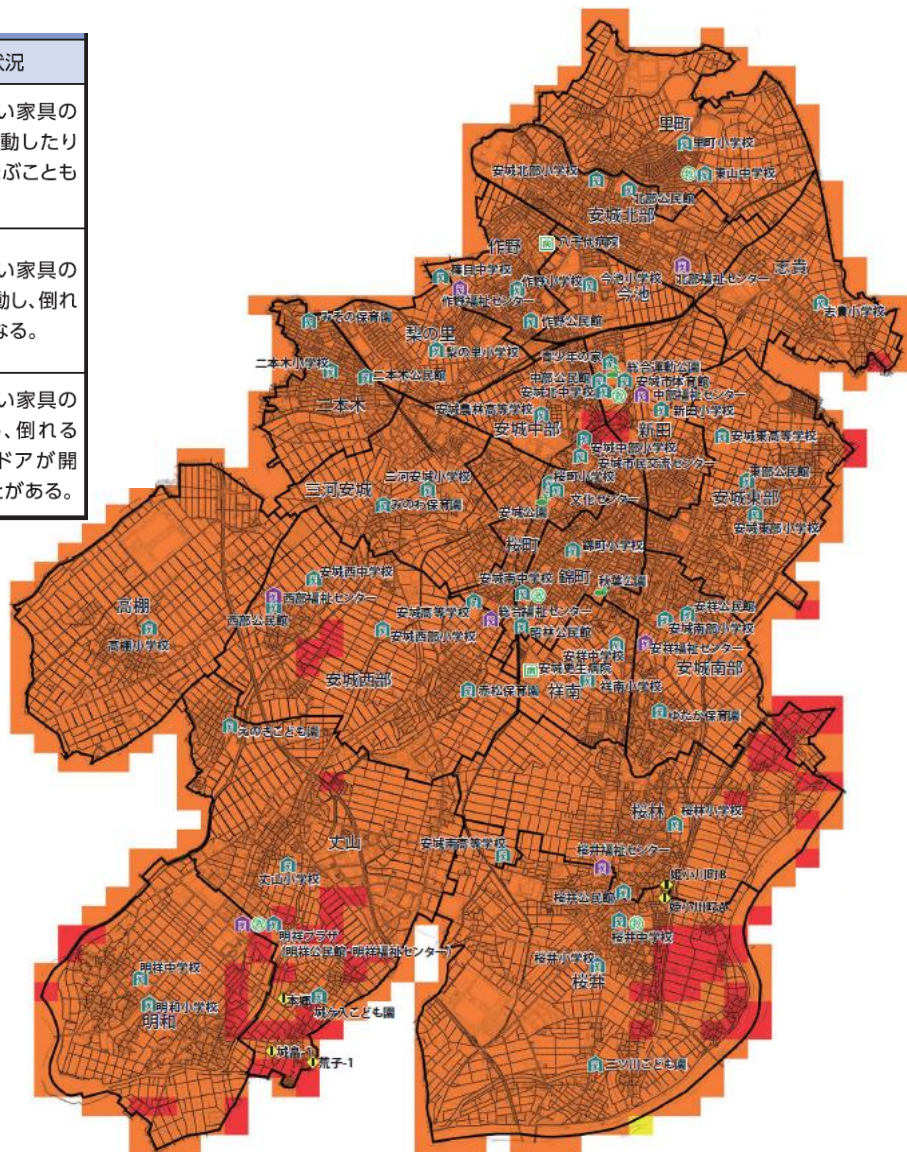 状況
い家具の
動したり
ぶことも
い家具の
動し、倒れ
なる。
い家具の
、倒れる
ドアが開
とがある。
里町
里町小学校
東山中学校
安城北部小学校
北部公民館
安城北部
作野
八千代病院
志貴
篠目中学校
作野小学校
今池小学校
北部福祉センター
今池
作野福祉センター
志貴小学校
みその保育園
作野公民館
梨の里
梨の里小学校
青少年の家
総合運動公園
二本木小学校
二本木公民館
中部公民館
安城市体育館
安城北中学校
中部福祉センター
二本木
安城農林高等学校
新田小学校
安城中部
新田
安城東高等学校
安城中部小学校
安城市民交流センター
東部公民館
三河安城小学校
桜町小学校
三河安城
文化センター
安城東部
みのわ保育園
安城公園
安城東部小学校
桜町
錦町小学校
安城西中学校
安城南中学校
錦町
秋葉公園
西部福祉センター
高棚
安城高等学校
総合福祉センター
安祥公民館
西部公民館
安城南部小学校
高棚小学校
安城西部小学校
昭林公民館
安祥中学校
安祥福祉センター
安城更生病院
安城南部
安城西部
祥南小学校
赤松保育園
祥南
ゆたか保育園
えのきこども園
桜林
桜林小学校
丈山
安城南高等学校
桜井福祉センター
丈山小学校
姫小川町B
桜井公民館
姫小川町A
明祥プラザ
(明祥公民館・明祥福祉センター)
桜井中学校
桜井小学校
明祥中学校
桜井
本郷
明和小学校
城ヶ入こども園
明和
荒子-1
三ツ川こども園